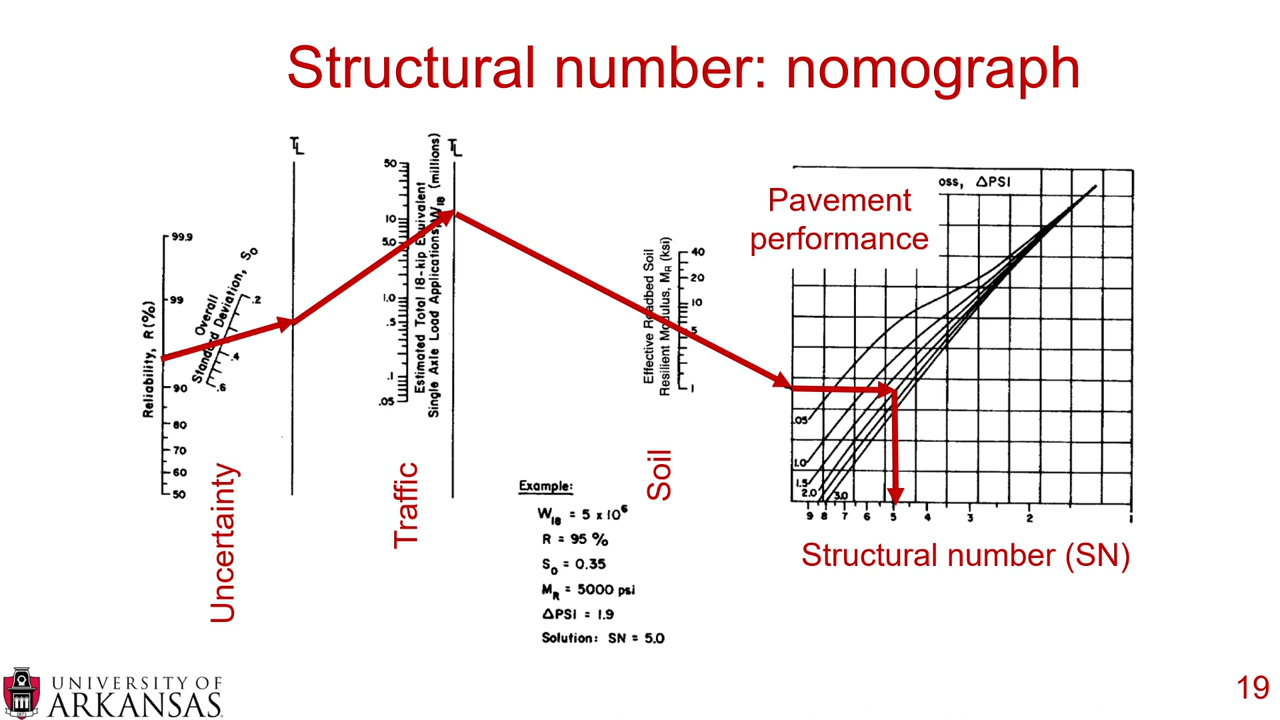 Structural number: nomograph
TL
TL
Reliability, R (%)
99.9
99
90
80
70
60
50
Overall
Standard Deviation, So
.2
.4
.6
Uncertainty
Estimated Total 18-kip Equivalent
Single Axle Load Applications, W18 (millions)
50
10
5.0
1.0
.5
.1
.05
Traffic
Effective Roadbed Soil
Resilient Modulus, MR (ksi)
40
20
10
5
1
Soil
oss, ΔPSI
Pavement
performance
.05
1.0
1.5
2.0
3.0
9 8 7 6 5 4 3 2 1
Structural number (SN)
Example:
W18 = 5 x 10⁶
R = 95 %
So = 0.35
MR = 5000 psi
ΔPSI = 1.9
Solution: SN = 5.0
UNIVERSITY OF
ARKANSAS
19